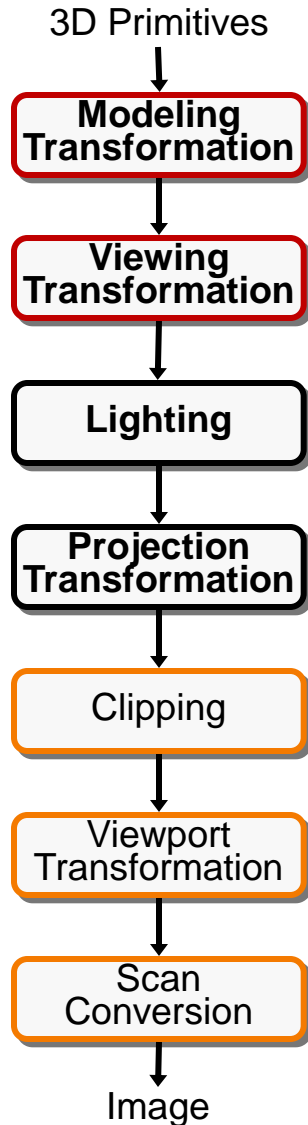 3D Primitives
Modeling
Transformation
Viewing
Transformation
Lighting
Projection
Transformation
Clipping
Viewport
Transformation
Scan
Conversion
Image